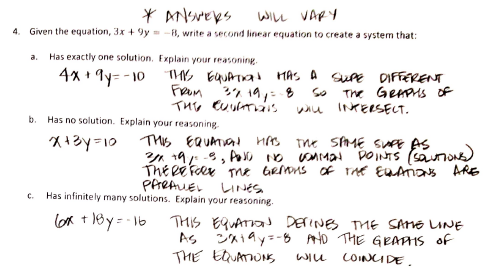 * ANSWERS WILL VARY
4. Given the equation, 3x + 9y = -8, write a second linear equation to create a system that:
a. Has exactly one solution. Explain your reasoning.
4x + 9y = -10 THIS EQUATION HAS A SLOPE DIFFERENT
FROM 3x + 9y = -8 SO THE GRAPHS OF
THE EQUATIONS WILL INTERSECT.
b. Has no solution. Explain your reasoning.
x + 3y = 10 THIS EQUATION HAS THE SAME SLOPE AS
3x + 9y = -8, AND NO COMMON POINTS (SOLUTIONS)
THEREFORE THE GRAPHS OF THE EQUATIONS ARE
PARALLEL LINES.
c. Has infinitely many solutions. Explain your reasoning.
6x + 18y = -16 THIS EQUATION DEFINES THE SAME LINE
AS 3x + 9y = -8 AND THE GRAPHS OF
THE EQUATIONS WILL COINCIDE.